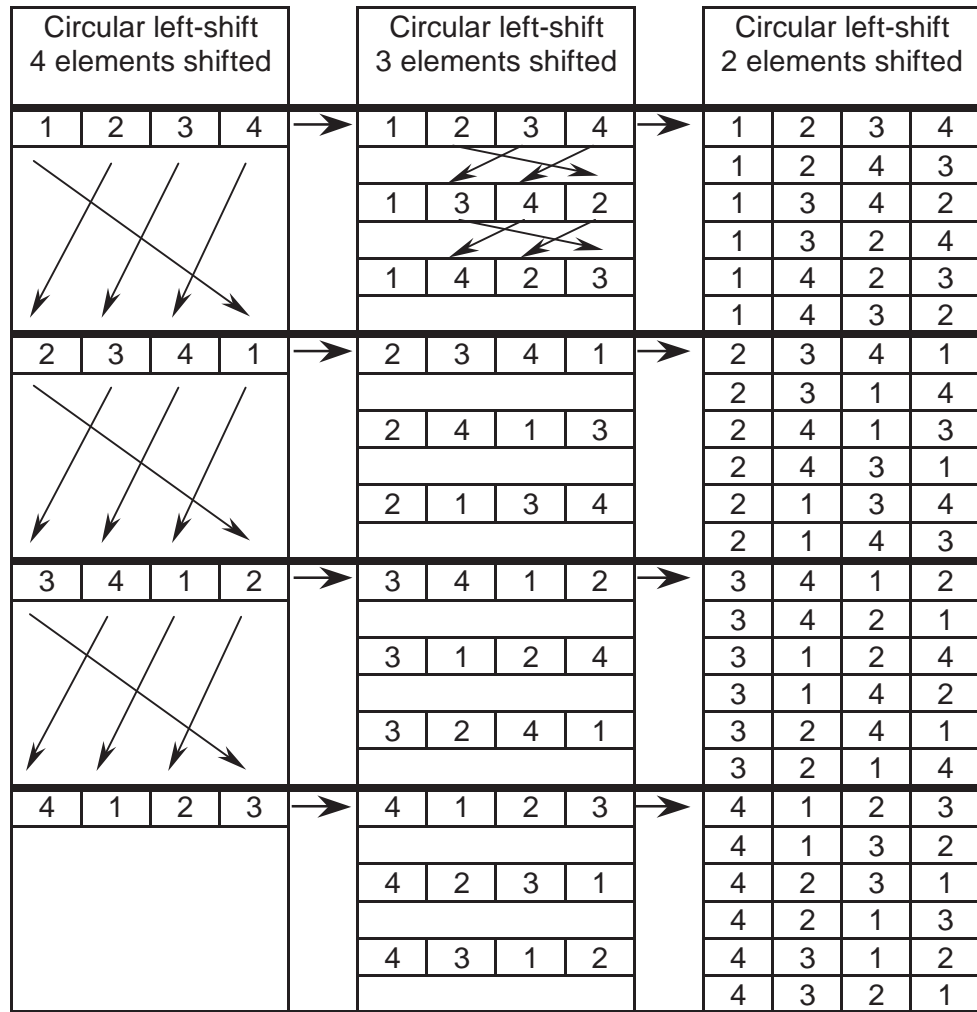 Circular left-shift
4 elements shifted
Circular left-shift
3 elements shifted
Circular left-shift
2 elements shifted
1 2 3 4 1 2 3 4 1 2 3 4
1 2 4 3
1 3 4 2 1 3 4 2
1 3 2 4
1 4 2 3 1 4 2 3
1 4 3 2
2 3 4 1 2 3 4 1 2 3 4 1
2 3 1 4
2 4 1 3 2 4 1 3
2 4 3 1
2 1 3 4 2 1 3 4
2 1 4 3
3 4 1 2 3 4 1 2 3 4 1 2
3 4 2 1
3 1 2 4 3 1 2 4
3 1 4 2
3 2 4 1 3 2 4 1
3 2 1 4
4 1 2 3 4 1 2 3 4 1 2 3
4 1 3 2
4 2 3 1 4 2 3 1
4 2 1 3
4 3 1 2 4 3 1 2
4 3 2 1